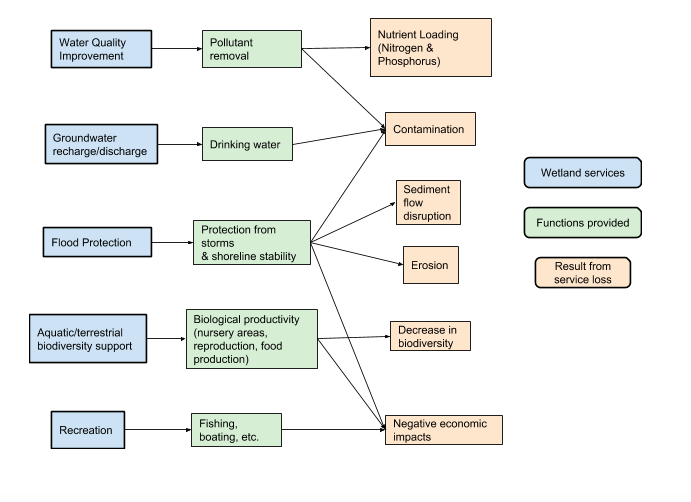 Water Quality
Improvement
Pollutant
removal
Nutrient Loading
(Nitrogen &
Phosphorus)
Groundwater
recharge/discharge
Drinking water
Contamination
Flood Protection
Protection from
storms
& shoreline stability
Sediment
flow
disruption
Erosion
Aquatic/terrestrial
biodiversity support
Biological productivity
(nursery areas,
reproduction, food
production)
Decrease in
biodiversity
Recreation
Fishing,
boating, etc.
Negative economic
impacts
Wetland services
Functions provided
Result from
service loss